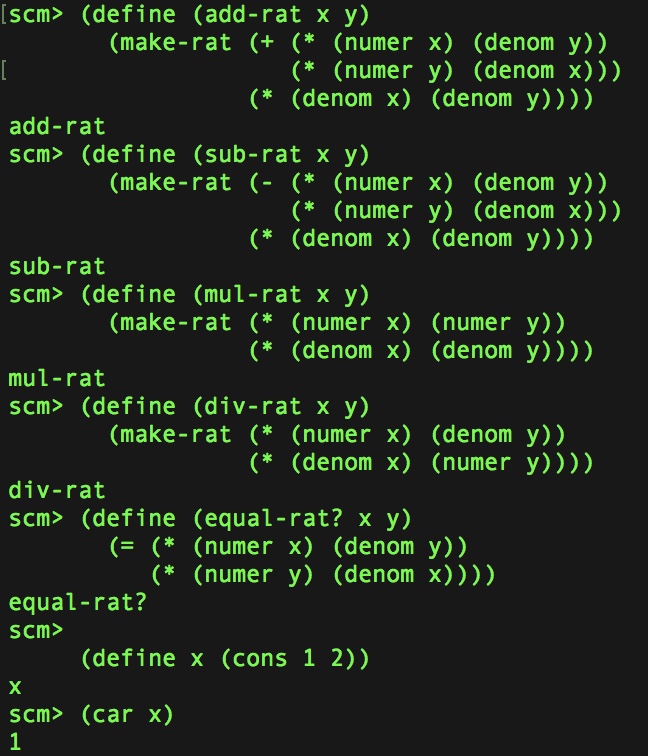 scm> (define (add-rat x y)
       (make-rat (+ (* (numer x) (denom y))
                    (* (numer y) (denom x)))
                 (* (denom x) (denom y))))
add-rat
scm> (define (sub-rat x y)
       (make-rat (- (* (numer x) (denom y))
                    (* (numer y) (denom x)))
                 (* (denom x) (denom y))))
sub-rat
scm> (define (mul-rat x y)
       (make-rat (* (numer x) (numer y))
                 (* (denom x) (denom y))))
mul-rat
scm> (define (div-rat x y)
       (make-rat (* (numer x) (denom y))
                 (* (denom x) (numer y))))
div-rat
scm> (define (equal-rat? x y)
       (= (* (numer x) (denom y))
          (* (numer y) (denom x))))
equal-rat?
scm>
     (define x (cons 1 2))
x
scm> (car x)
1